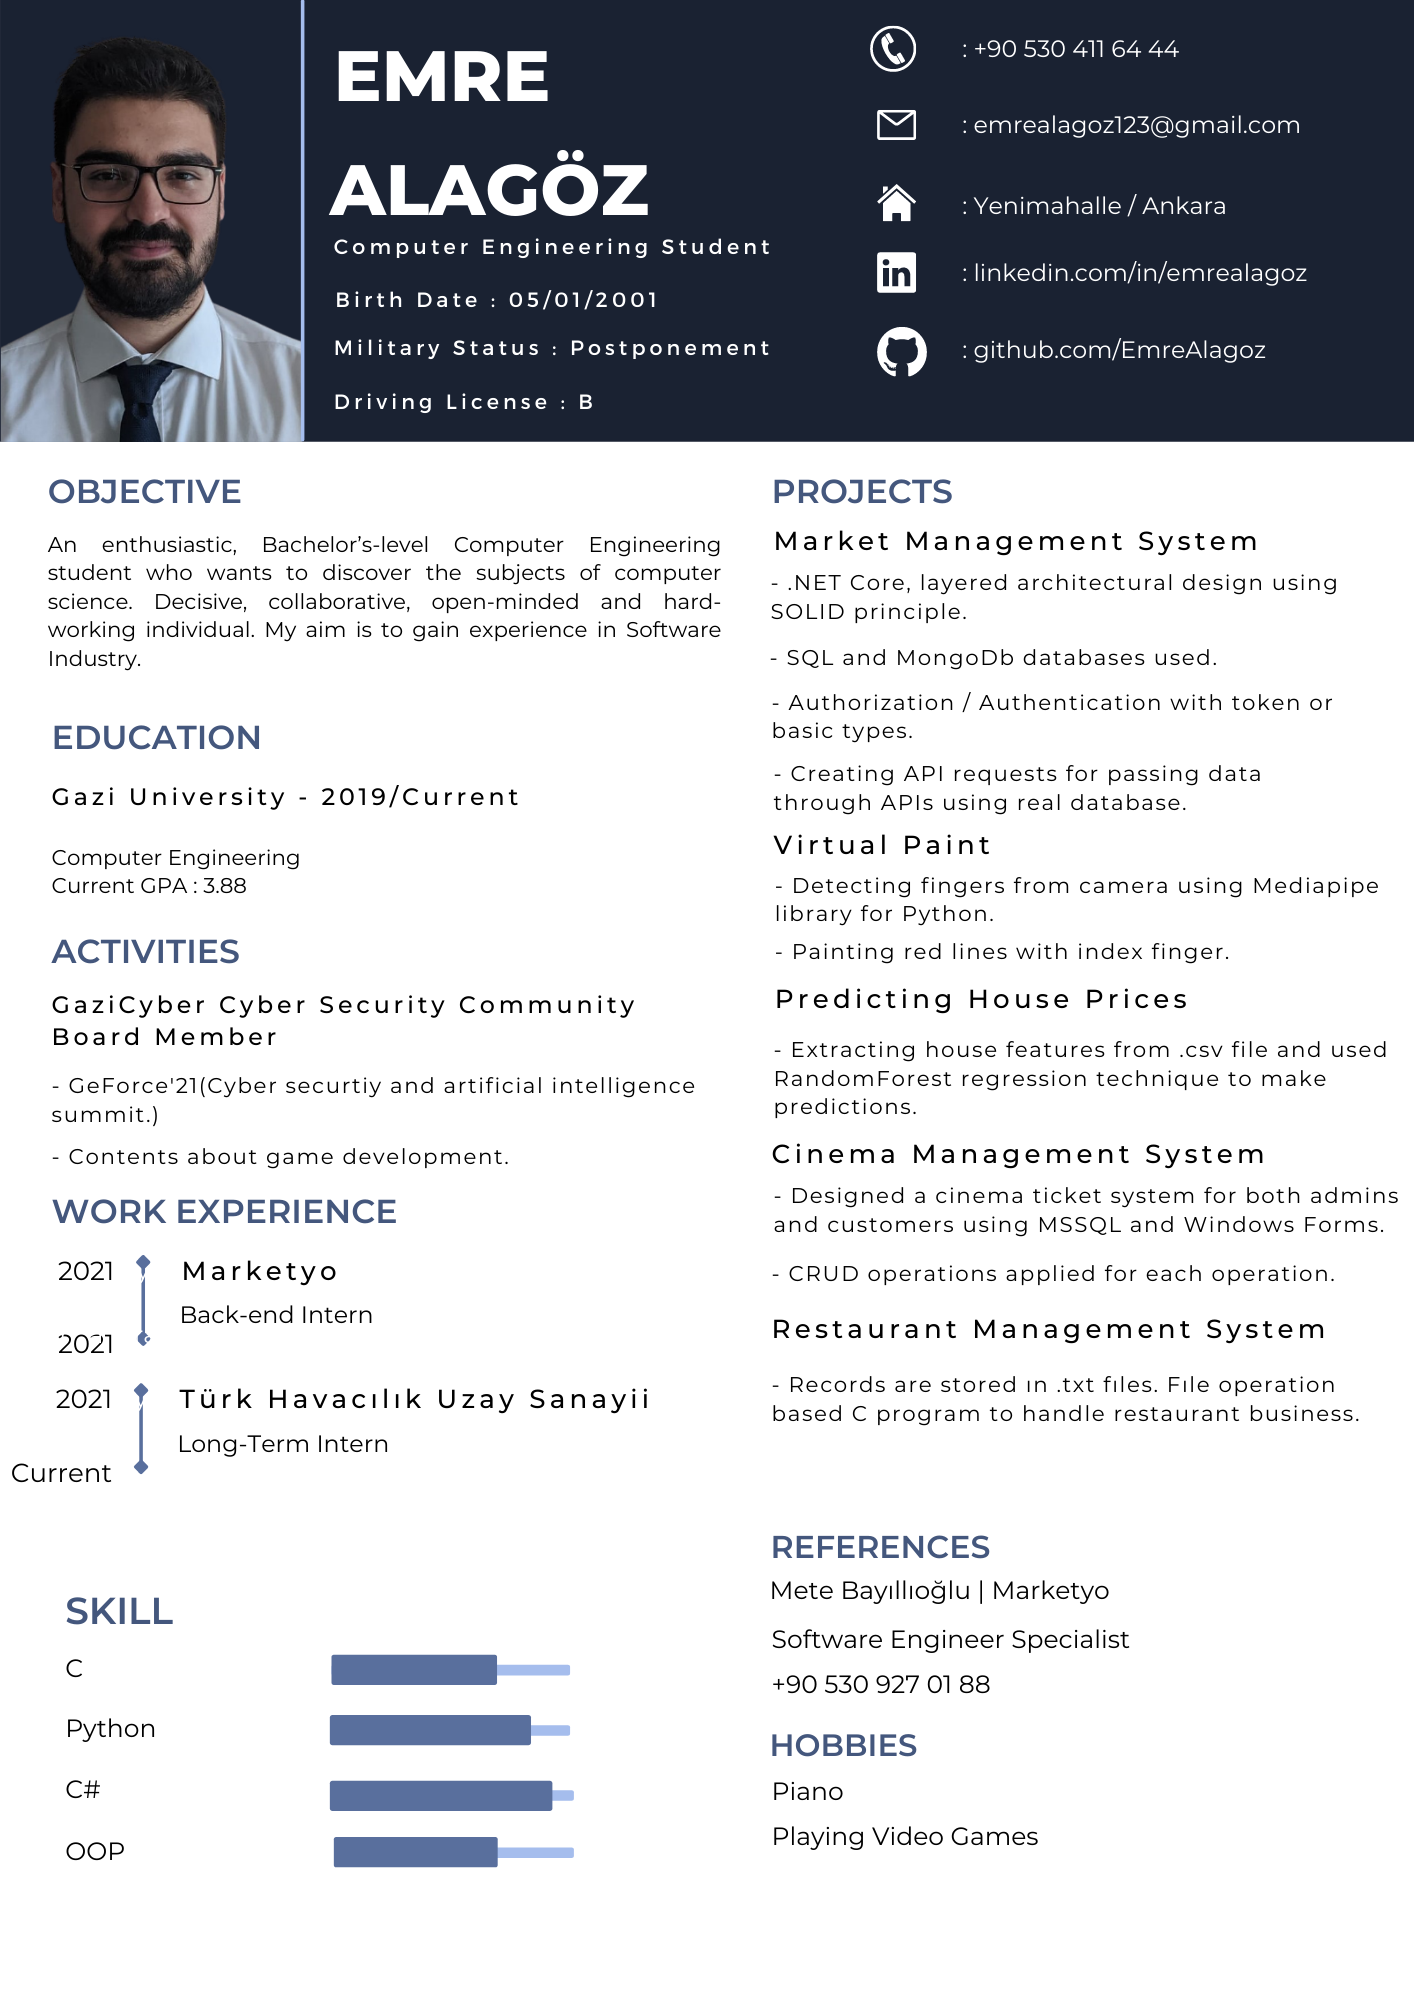 EMRE
ALAGÖZ
Computer Engineering Student
Birth Date : 05/01/2001
Military Status : Postponement
Driving License : B
: +90 530 411 64 44
: emrealagoz123@gmail.com
: Yenimahalle / Ankara
in : linkedin.com/in/emrealagoz
: github.com/EmreAlagoz
OBJECTIVE
An enthusiastic, Bachelor's-level Computer Engineering
student who wants to discover the subjects of computer
science. Decisive, collaborative, open-minded and hard-
working individual. My aim is to gain experience in Software
Industry.
EDUCATION
Gazi University - 2019/Current
Computer Engineering
Current GPA : 3.88
ACTIVITIES
GaziCyber Cyber Security Community
Board Member
- GeForce'21(Cyber securtiy and artificial intelligence
summit.)
- Contents about game development.
WORK EXPERIENCE
2021 Marketyo
Back-end Intern
2021
2021 Türk Havacılık Uzay Sanayii
Long-Term Intern
Current
SKILL
C
Python
C#
OOP
PROJECTS
Market Management System
- .NET Core, layered architectural design using
SOLID principle.
- SQL and MongoDb databases used.
- Authorization / Authentication with token or
basic types.
- Creating API requests for passing data
through APIs using real database.
Virtual Paint
- Detecting fingers from camera using Mediapipe
library for Python.
- Painting red lines with index finger.
Predicting House Prices
- Extracting house features from .csv file and used
RandomForest regression technique to make
predictions.
Cinema Management System
- Designed a cinema ticket system for both admins
and customers using MSSQL and Windows Forms.
- CRUD operations applied for each operation.
Restaurant Management System
- Records are stored ın .txt fıles. Fıle operation
based C program to handle restaurant business.
REFERENCES
Mete Bayıllıoğlu | Marketyo
Software Engineer Specialist
+90 530 927 01 88
HOBBIES
Piano
Playing Video Games